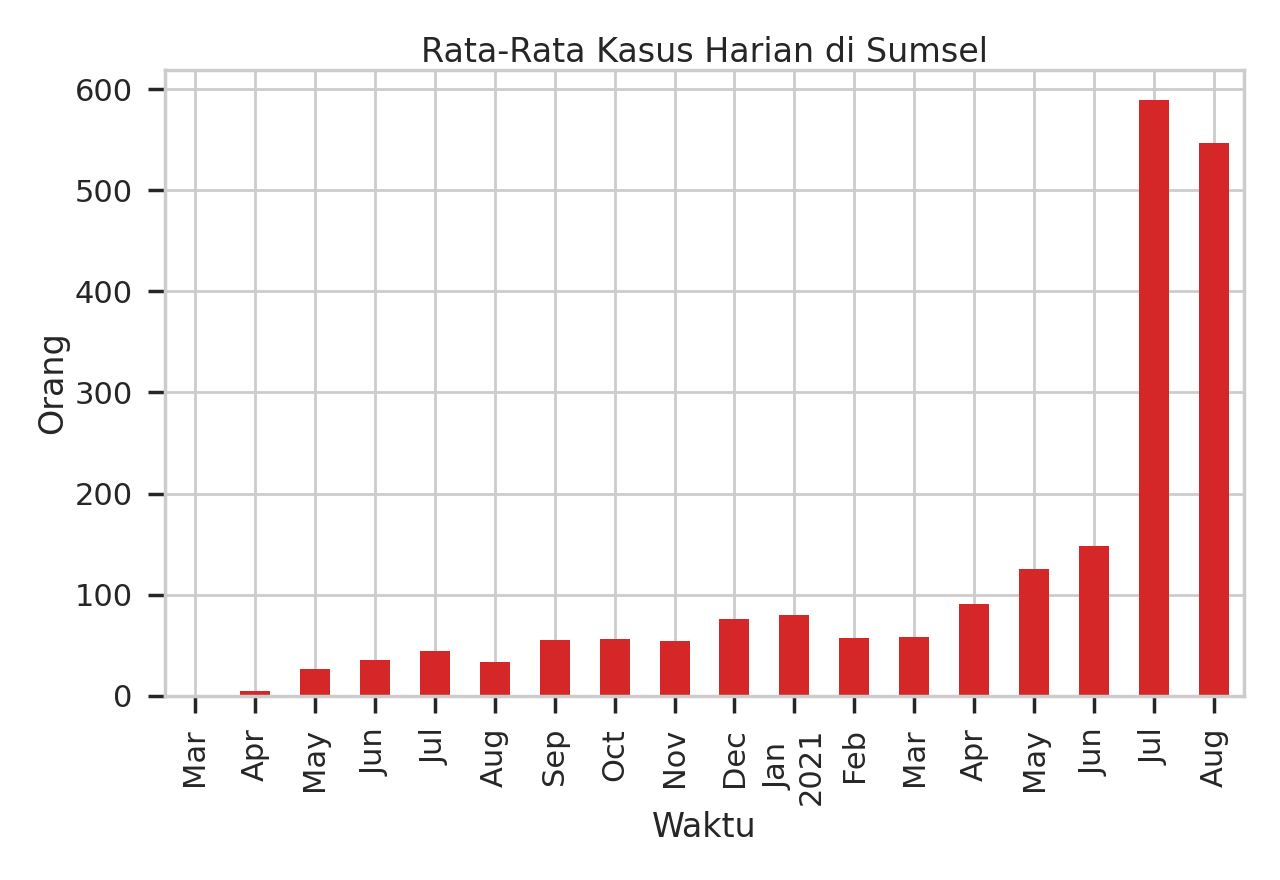 Rata-Rata Kasus Harian di Sumsel
600
500
400
300
200
100
0
Orang
Mar
Apr
May
Jun
Jul
Aug
Sep
Oct
Nov
Dec
Jan
2021
Feb
Mar
Apr
May
Jun
Jul
Aug
Waktu